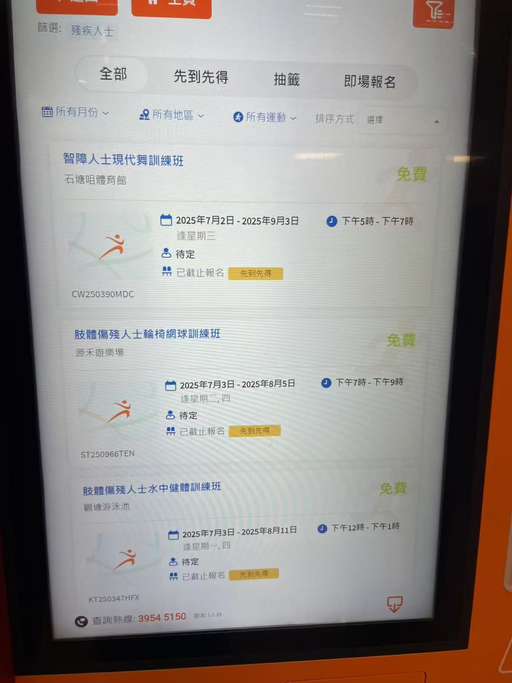 主頁
篩選: 殘疾人士
全部 先到先得 抽籤 即場報名
所有月份 所有地區 所有運動 排序方式 選擇
智障人士現代舞訓練班
免費
石塘咀體育館
2025年7月2日 - 2025年9月3日 下午5時 - 下午7時
逢星期三
待定
已截止報名 先到先得
CW250390MDC
肢體傷殘人士輪椅網球訓練班
免費
源禾遊樂場
2025年7月3日 - 2025年8月5日 下午7時 - 下午9時
逢星期二, 四
待定
已截止報名 先到先得
ST250966TEN
肢體傷殘人士水中健體訓練班
免費
觀塘游泳池
2025年7月3日 - 2025年8月11日 下午12時 - 下午1時
逢星期一, 四
待定
已截止報名 先到先得
KT250347HFX
查詢熱線: 3954 5150